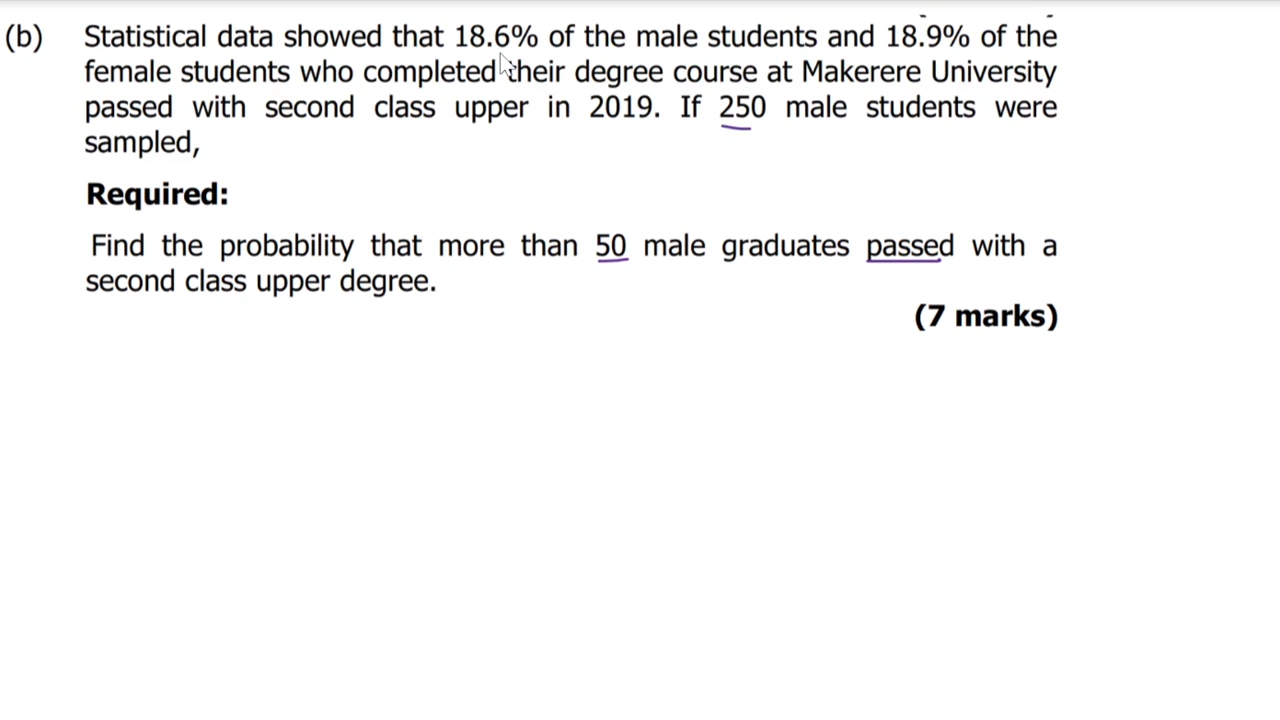 (b) Statistical data showed that 18.6% of the male students and 18.9% of the
female students who completed their degree course at Makerere University
passed with second class upper in 2019. If 250 male students were
sampled,
Required:
Find the probability that more than 50 male graduates passed with a
second class upper degree.
(7 marks)